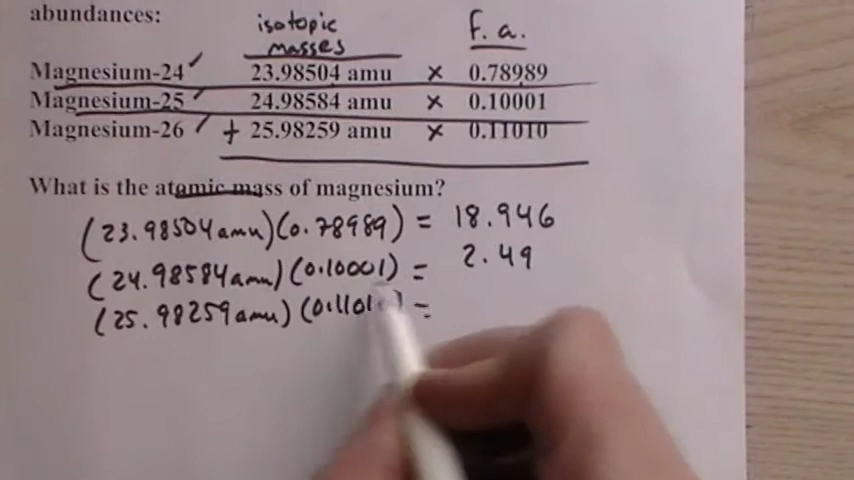 abundances:
isotopic masses
f. a.
Magnesium-24 ✓ 23.98504 amu × 0.78989
Magnesium-25 ✓ 24.98584 amu × 0.10001
Magnesium-26 ✓ + 25.98259 amu × 0.11010
What is the atomic mass of magnesium?
(23.98504amu)(0.78989) = 18.946
(24.98584amu)(0.10001) = 2.49
(25.98259amu)(0.1101 =